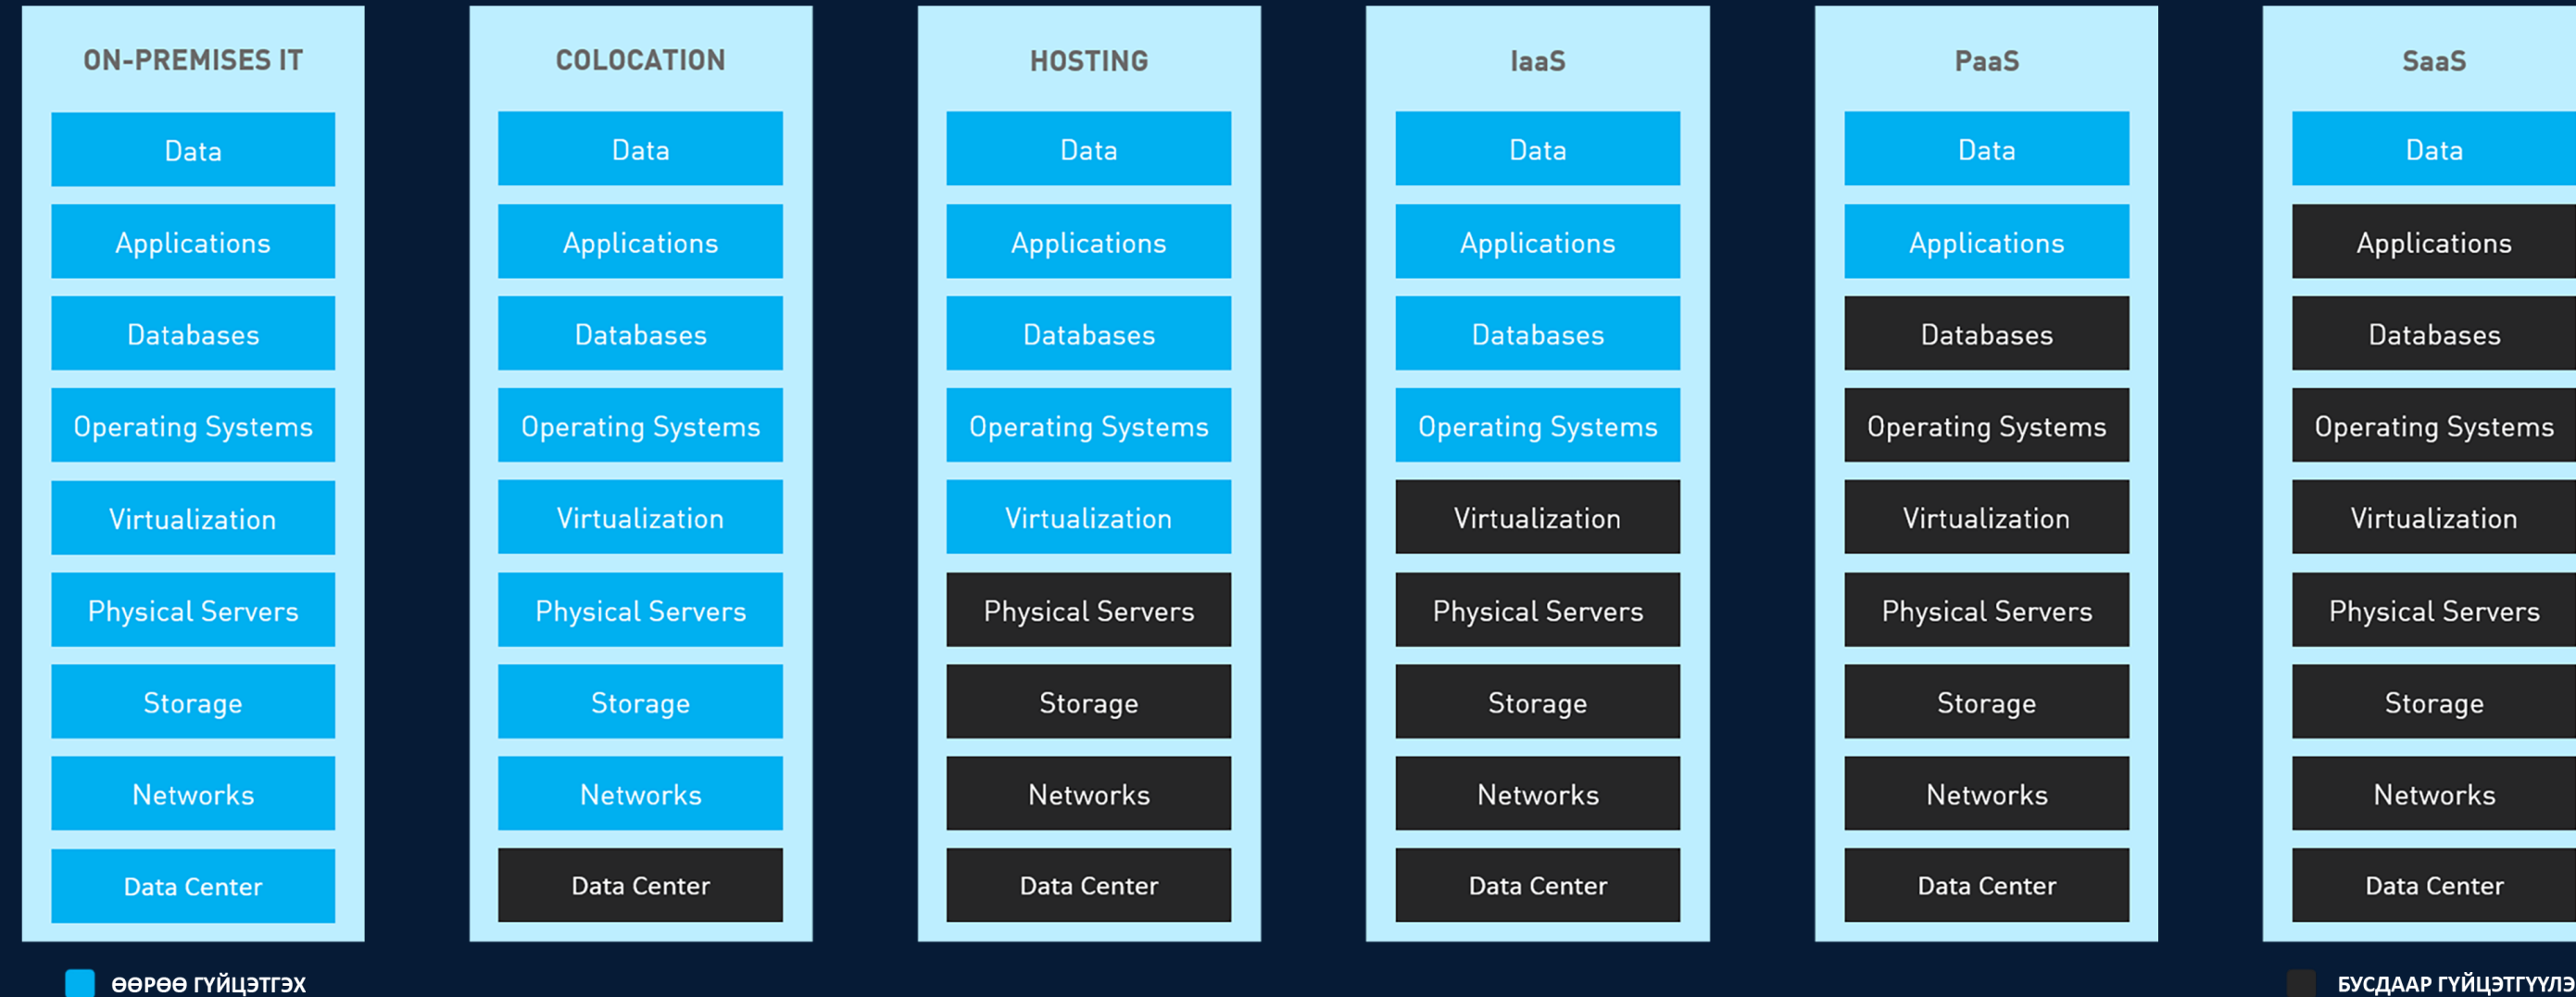 ON-PREMISES IT
Data
Applications
Databases
Operating Systems
Virtualization
Physical Servers
Storage
Networks
Data Center
COLOCATION
Data
Applications
Databases
Operating Systems
Virtualization
Physical Servers
Storage
Networks
Data Center
HOSTING
Data
Applications
Databases
Operating Systems
Virtualization
Physical Servers
Storage
Networks
Data Center
IaaS
Data
Applications
Databases
Operating Systems
Virtualization
Physical Servers
Storage
Networks
Data Center
PaaS
Data
Applications
Databases
Operating Systems
Virtualization
Physical Servers
Storage
Networks
Data Center
SaaS
Data
Applications
Databases
Operating Systems
Virtualization
Physical Servers
Storage
Networks
Data Center
ӨӨРӨӨ ГҮЙЦЭТГЭХ
БУСДААР